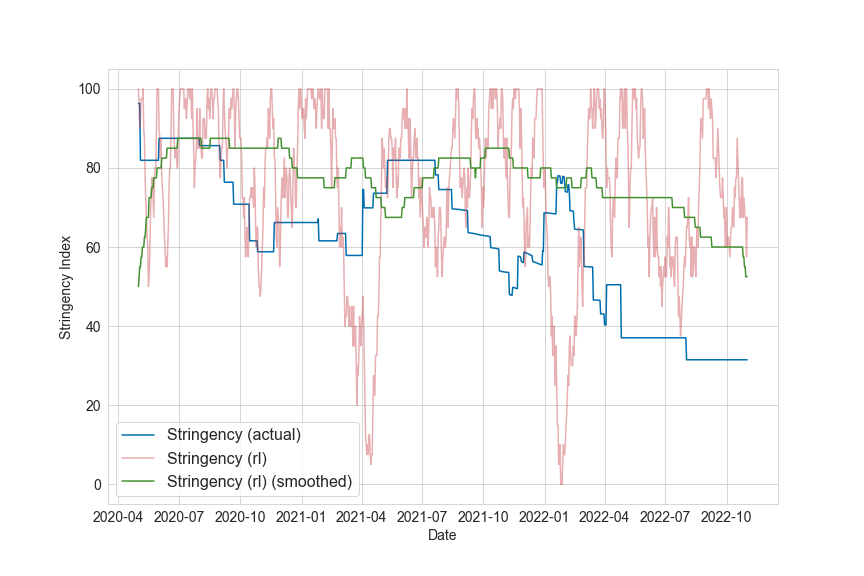 100
80
60
40
20
0
Stringency Index
Stringency (actual)
Stringency (rl)
Stringency (rl) (smoothed)
2020-04 2020-07 2020-10 2021-01 2021-04 2021-07 2021-10 2022-01 2022-04 2022-07 2022-10
Date